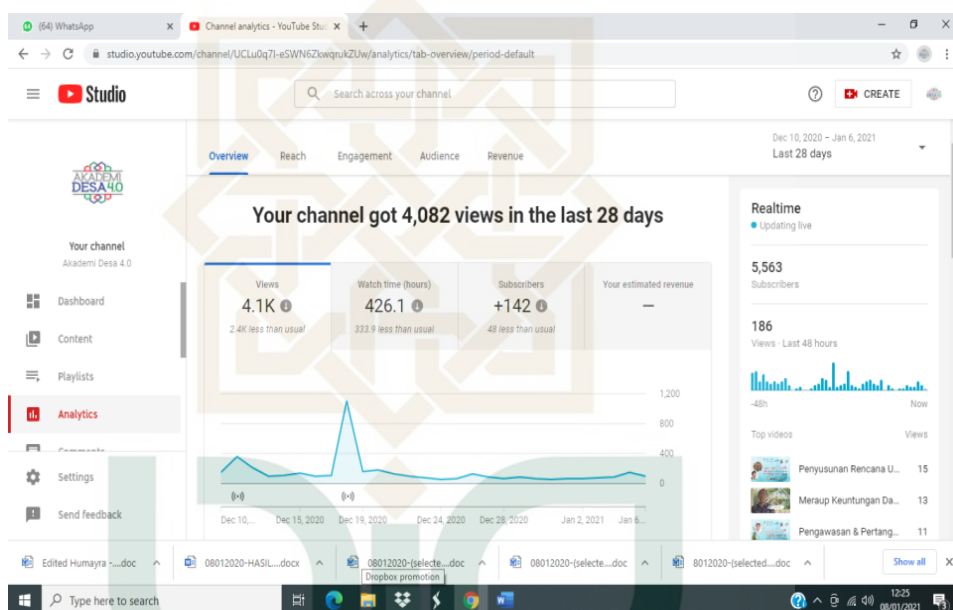 (64) WhatsApp
Channel analytics - YouTube Stu
studio.youtube.com/channel/UCLu0q7I-eSWN6ZkwqrukZUw/analytics/tab-overview/period-default
Studio
Search across your channel
CREATE
AKADEMI
DESA4.0
Your channel
Akademi Desa 4.0
Dashboard
Content
Playlists
Analytics
Comments
Settings
Send feedback
Overview Reach Engagement Audience Revenue
Dec 10, 2020 – Jan 6, 2021
Last 28 days
Your channel got 4,082 views in the last 28 days
Views
4.1K
2.4K less than usual
Watch time (hours)
426.1
333.9 less than usual
Subscribers
+142
48 less than usual
Your estimated revenue
—
1,200
800
400
0
Dec 10,... Dec 15, 2020 Dec 19, 2020 Dec 24, 2020 Dec 28, 2020 Jan 2, 2021 Jan 6...
Realtime
Updating live
5,563
Subscribers
186
Views · Last 48 hours
-48h Now
Top videos Views
Penyusunan Rencana U... 15
Meraup Keuntungan Da... 13
Pengawasan & Pertang... 11
Edited Humayra -....doc
08012020-HASIL....docx
08012020-(selecte....doc
08012020-(selecte....doc
8012020-(selected....doc
Show all
Dropbox promotion
Type here to search
12:25
08/01/2021